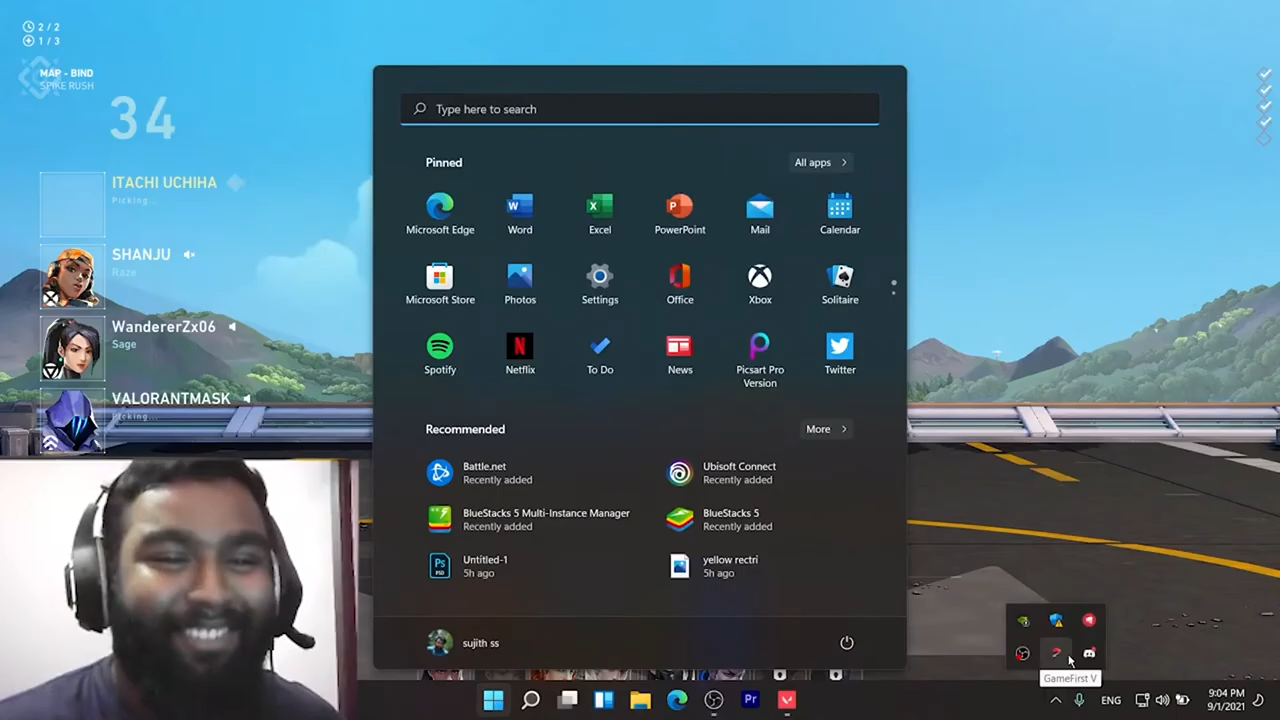 2 / 2
1 / 3
MAP - BIND
SPIKE RUSH
34
ITACHI UCHIHA
Picking...
SHANJU
Raze
WandererZx06
Sage
VALORANTMASK
Picking...
Type here to search
Pinned
All apps
Microsoft Edge
Word
Excel
PowerPoint
Mail
Calendar
Microsoft Store
Photos
Settings
Office
Xbox
Solitaire
Spotify
Netflix
To Do
News
Picsart Pro
Version
Twitter
Recommended
More
Battle.net
Recently added
Ubisoft Connect
Recently added
BlueStacks 5 Multi-Instance Manager
Recently added
BlueStacks 5
Recently added
Untitled-1
5h ago
yellow rectri
5h ago
sujith ss
GameFirst V
ENG
9:04 PM
9/1/2021